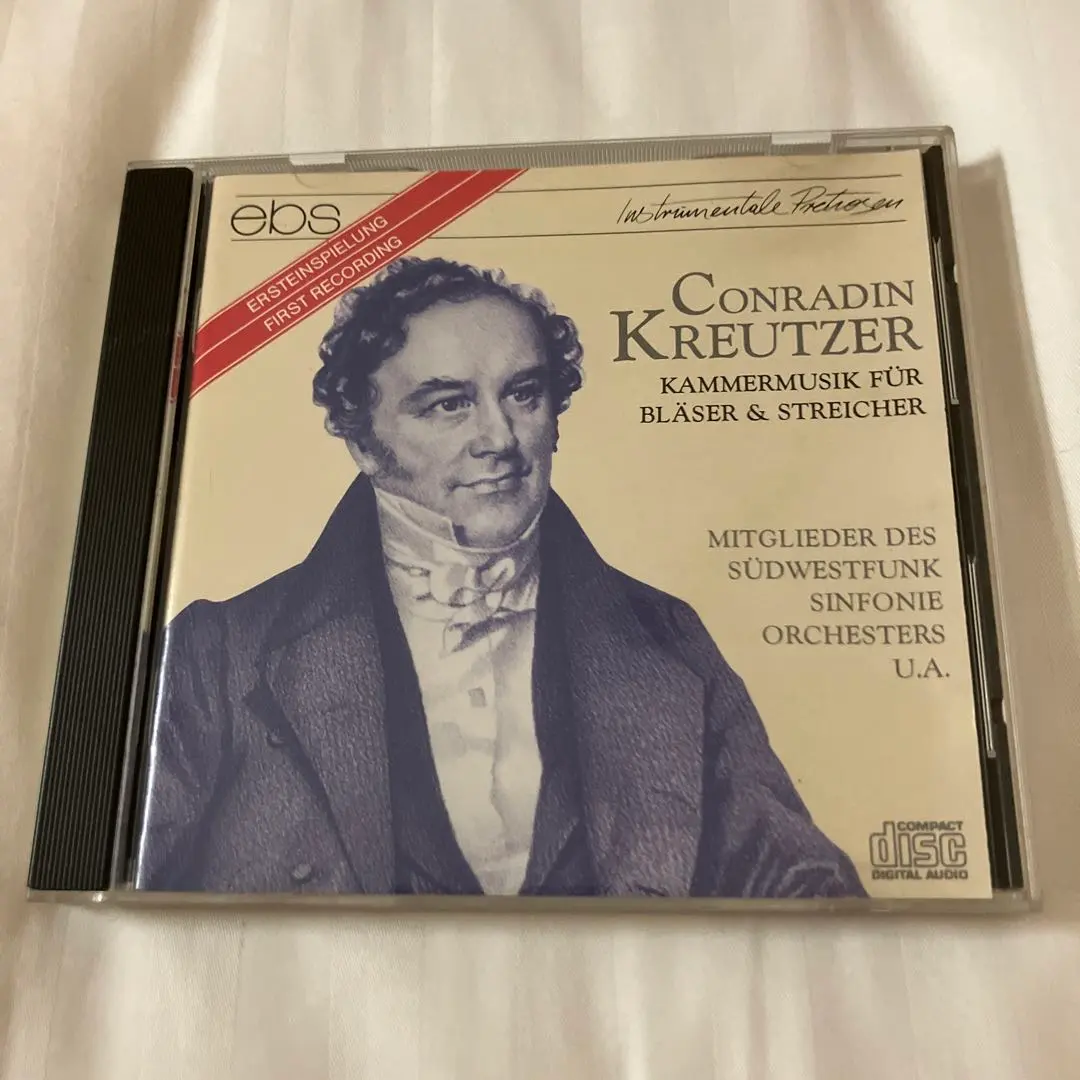 ebs
Instrumentale Pretiosen
ERSTEINSPIELUNG
FIRST RECORDING
CONRADIN
KREUTZER
KAMMERMUSIK FÜR
BLÄSER & STREICHER
MITGLIEDER DES
SÜDWESTFUNK
SINFONIE
ORCHESTERS
U.A.
COMPACT
disc
DIGITAL AUDIO